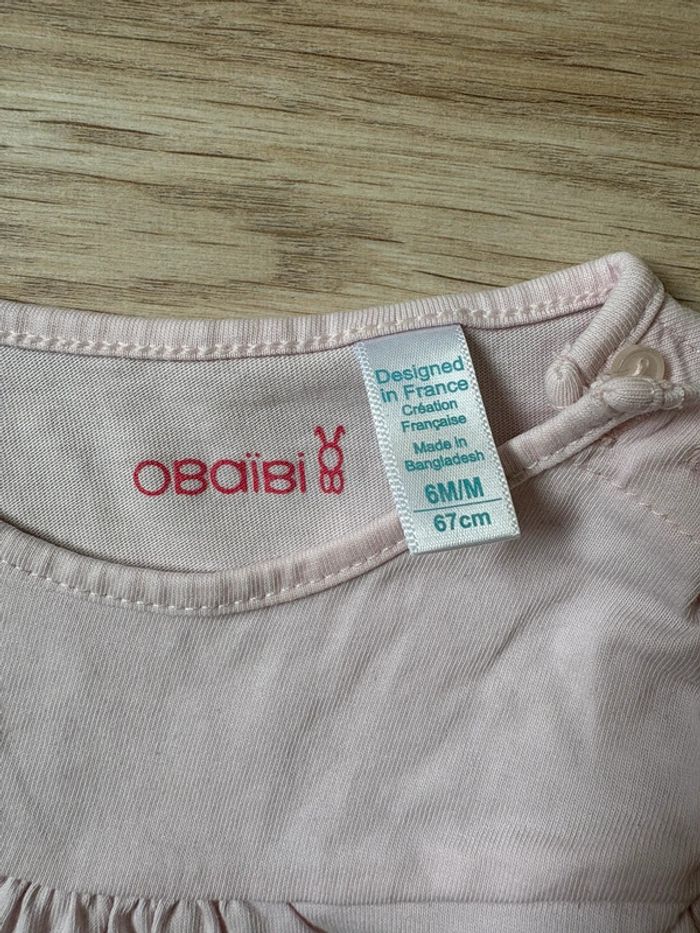 OBaïBi
Designed
in France
Création
Française
Made in
Bangladesh
6M/M
67cm